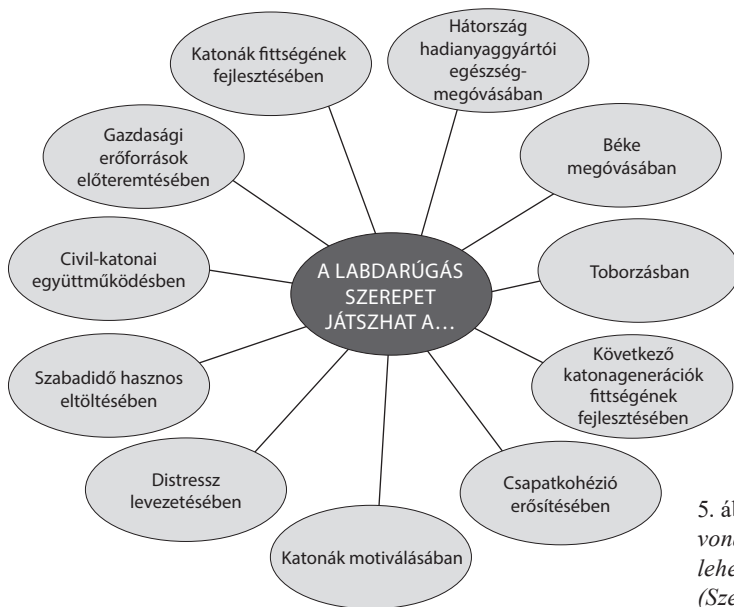 Katonák fittségének
fejlesztésében
Hátország
hadianyaggyártói
egészség-
megóvásában
Gazdasági
erőforrások
előteremtésében
Béke
megóvásában
Civil-katonai
együttműködésben
A LABDARÚGÁS
SZEREPET
JÁTSZHAT A…
Toborzásban
Szabadidő hasznos
eltöltésében
Következő
katonagenerációk
fittségének
fejlesztésében
Distressz
levezetésében
Csapatkohézió
erősítésében
Katonák motiválásában
5. áb
vona
lehe
(Sze